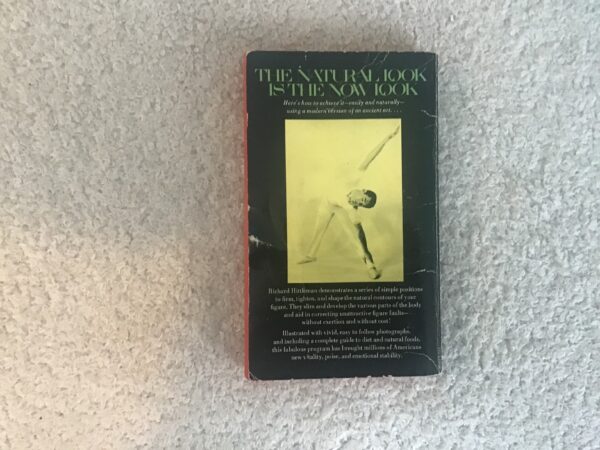 THE NATURAL LOOK
IS THE NOW LOOK
Here's how to achieve it—easily and naturally—
using a modern version of an ancient art. . . .
Richard Hittleman demonstrates a series of simple positions
to firm, tighten, and shape the natural contours of your
figure. They slim and develop the various parts of the body
and aid in correcting unattractive figure faults—
without exertion and without cost!
Illustrated with vivid, easy to follow photographs,
and including a complete guide to diet and natural foods,
this fabulous program has brought millions of Americans
new vitality, poise, and emotional stability.